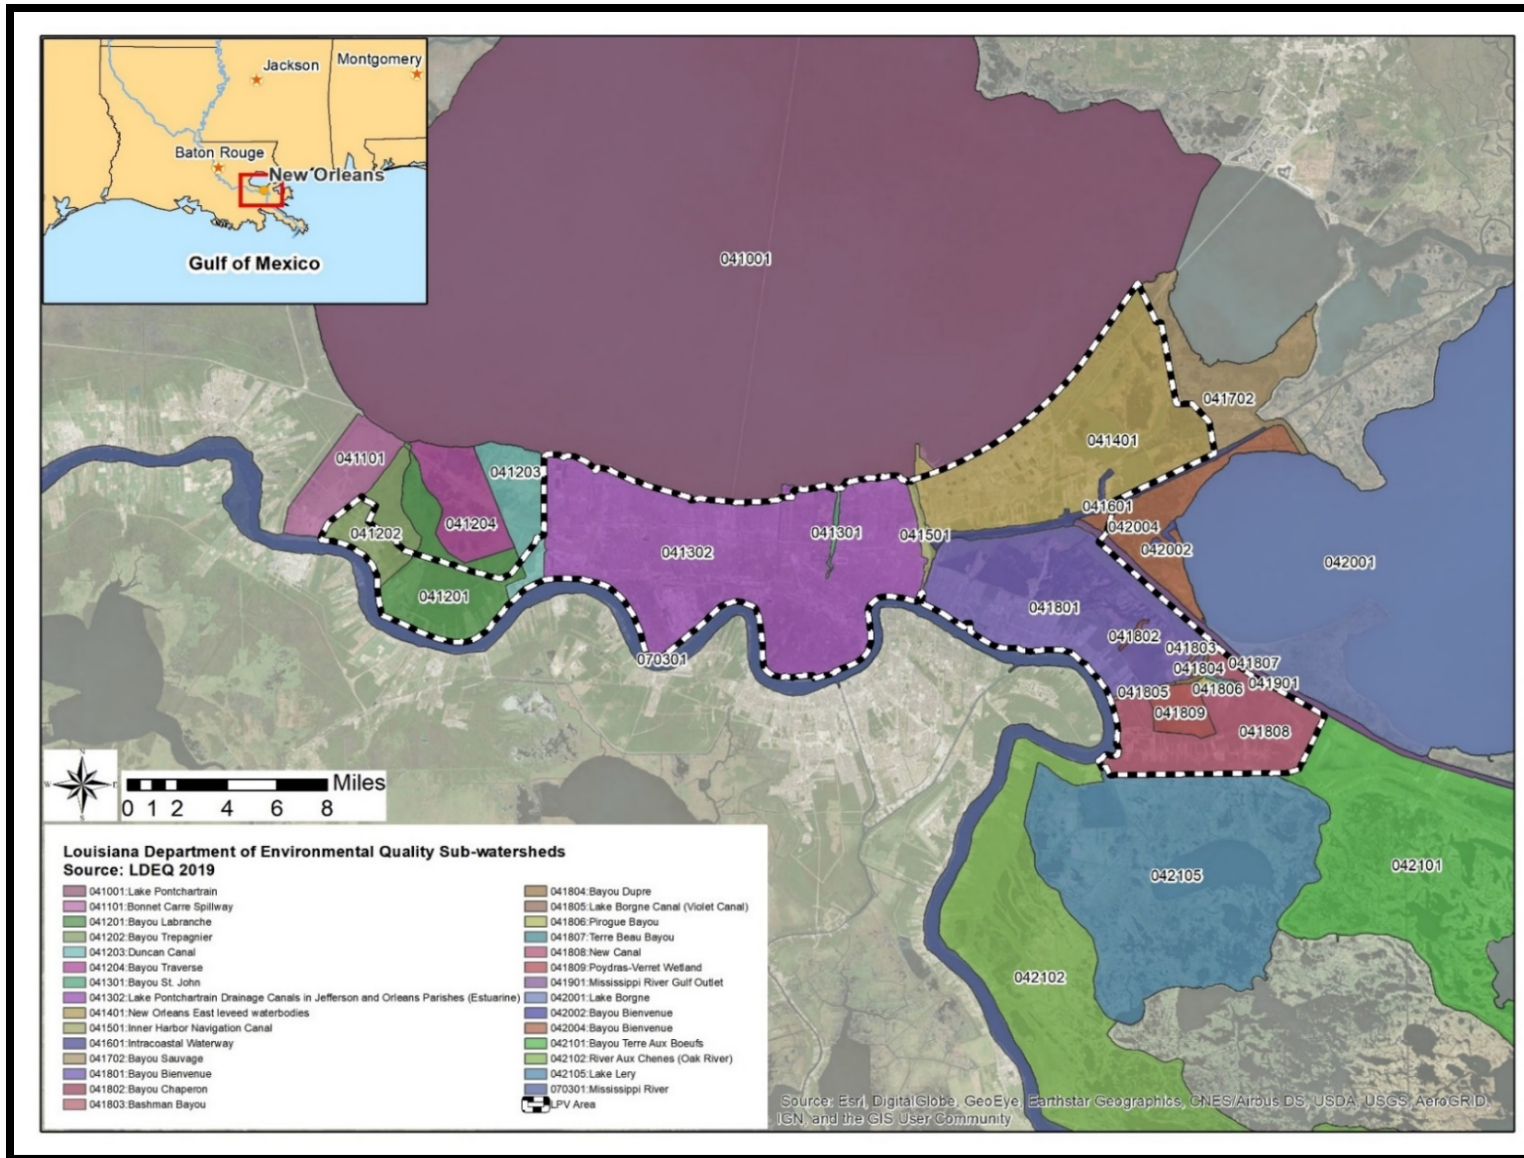 Jackson
Montgomery
Baton Rouge
New Orleans
Gulf of Mexico
041001
041702
041401
041101
041203
041202
041204
041201
041302
041301
041501
041601
042004
042002
042001
070301
041801
041802
041803
041804
041807
041805
041806
041901
041809
041808
042101
042105
042102
N
W
S
Miles
0 1 2 4 6 8
Louisiana Department of Environmental Quality Sub-watersheds
Source: LDEQ 2019
041001:Lake Pontchartrain
041101:Bonnet Carre Spillway
041201:Bayou Labranche
041202:Bayou Trepagnier
041203:Duncan Canal
041204:Bayou Traverse
041301:Bayou St. John
041302:Lake Pontchartrain Drainage Canals in Jefferson and Orleans Parishes (Estuarine)
041401:New Orleans East leveed waterbodies
041501:Inner Harbor Navigation Canal
041601:Intracoastal Waterway
041702:Bayou Sauvage
041801:Bayou Bienvenue
041802:Bayou Chaperon
041803:Bashman Bayou
041804:Bayou Dupre
041805:Lake Borgne Canal (Violet Canal)
041806:Pirogue Bayou
041807:Terre Beau Bayou
041808:New Canal
041809:Poydras-Verret Wetland
041901:Mississippi River Gulf Outlet
042001:Lake Borgne
042002:Bayou Bienvenue
042004:Bayou Bienvenue
042101:Bayou Terre Aux Boeufs
042102:River Aux Chenes (Oak River)
042105:Lake Lery
070301:Mississippi River
LPV Area
Source: Esri, DigitalGlobe, GeoEye, Earthstar Geographics, CNES/Airbus DS, USDA, USGS, AeroGRID,
IGN, and the GIS User Community